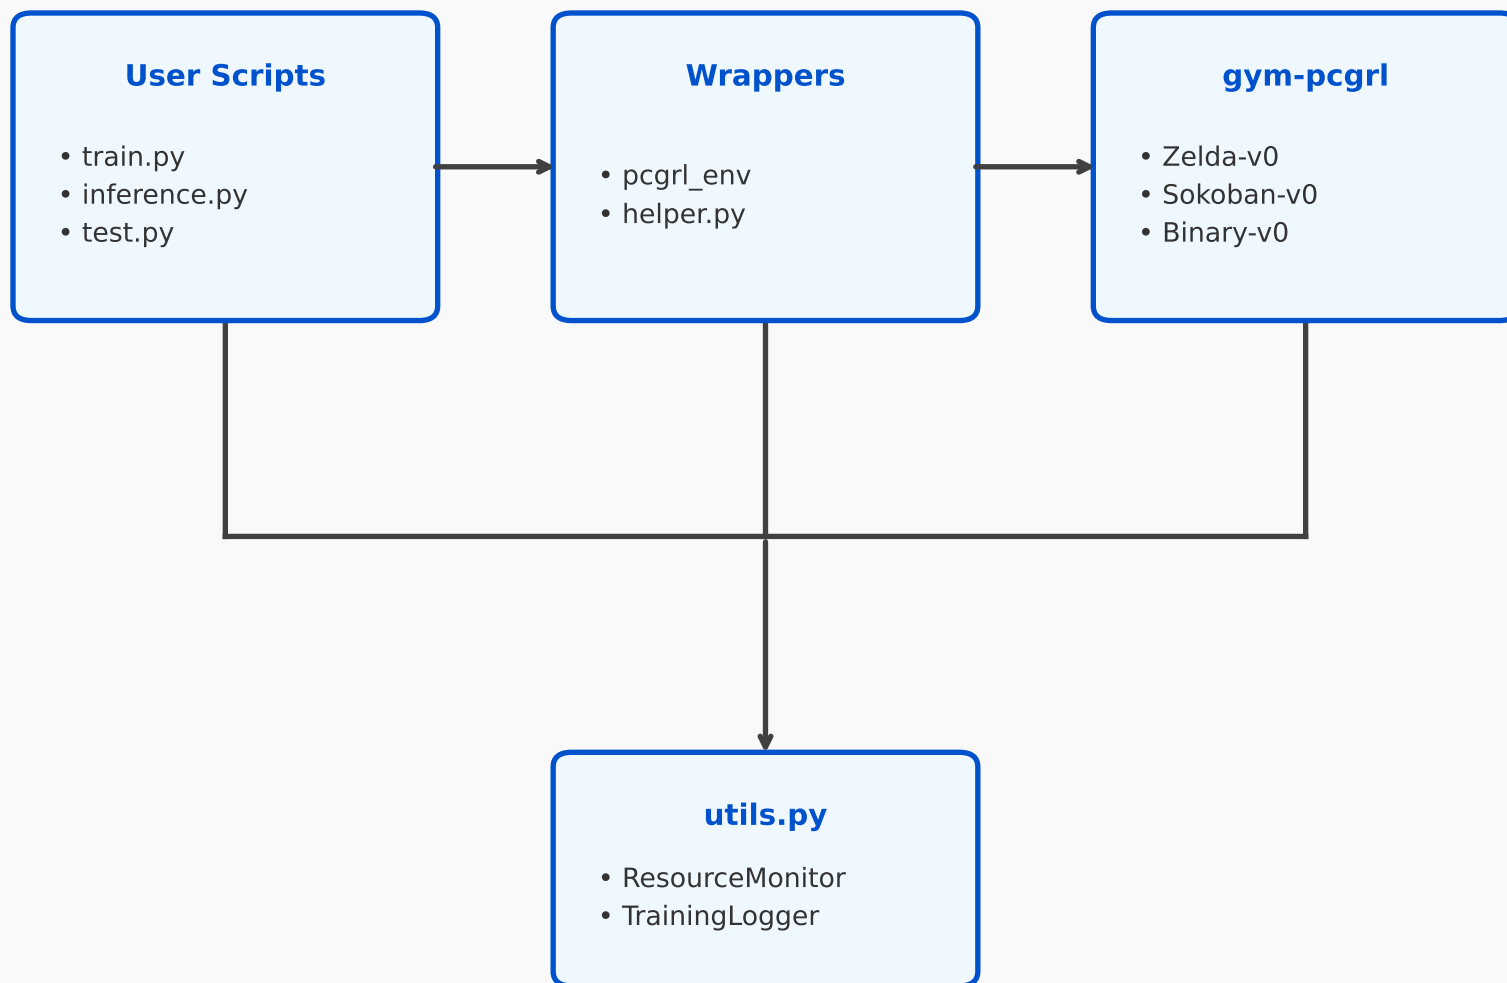 User Scripts
• train.py
• inference.py
• test.py
Wrappers
• pcgrl_env
• helper.py
gym-pcgrl
• Zelda-v0
• Sokoban-v0
• Binary-v0
utils.py
• ResourceMonitor
• TrainingLogger